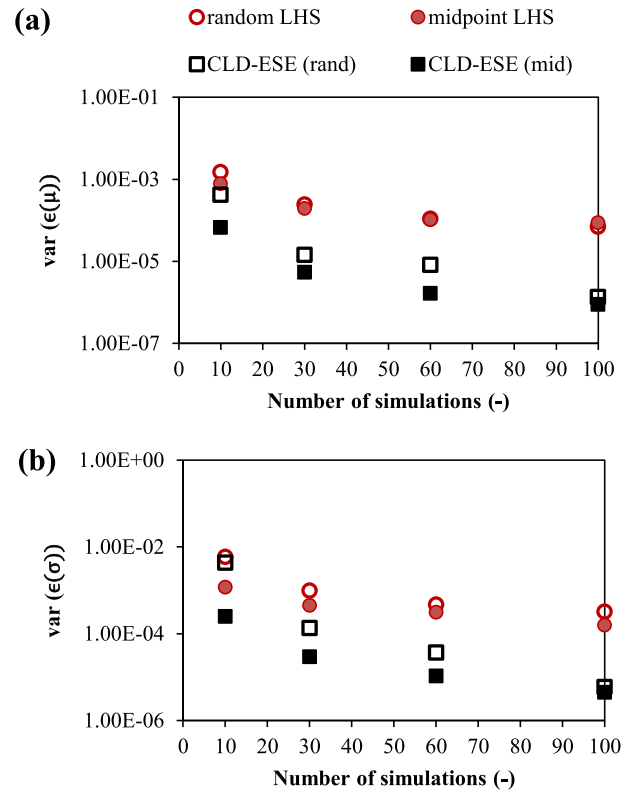 (a)
random LHS midpoint LHS
CLD-ESE (rand) CLD-ESE (mid)
1.00E-01
1.00E-03
1.00E-05
1.00E-07
var (ϵ(μ))
0 10 20 30 40 50 60 70 80 90 100
Number of simulations (-)
(b)
1.00E+00
1.00E-02
1.00E-04
1.00E-06
var (ϵ(σ))
0 10 20 30 40 50 60 70 80 90 100
Number of simulations (-)